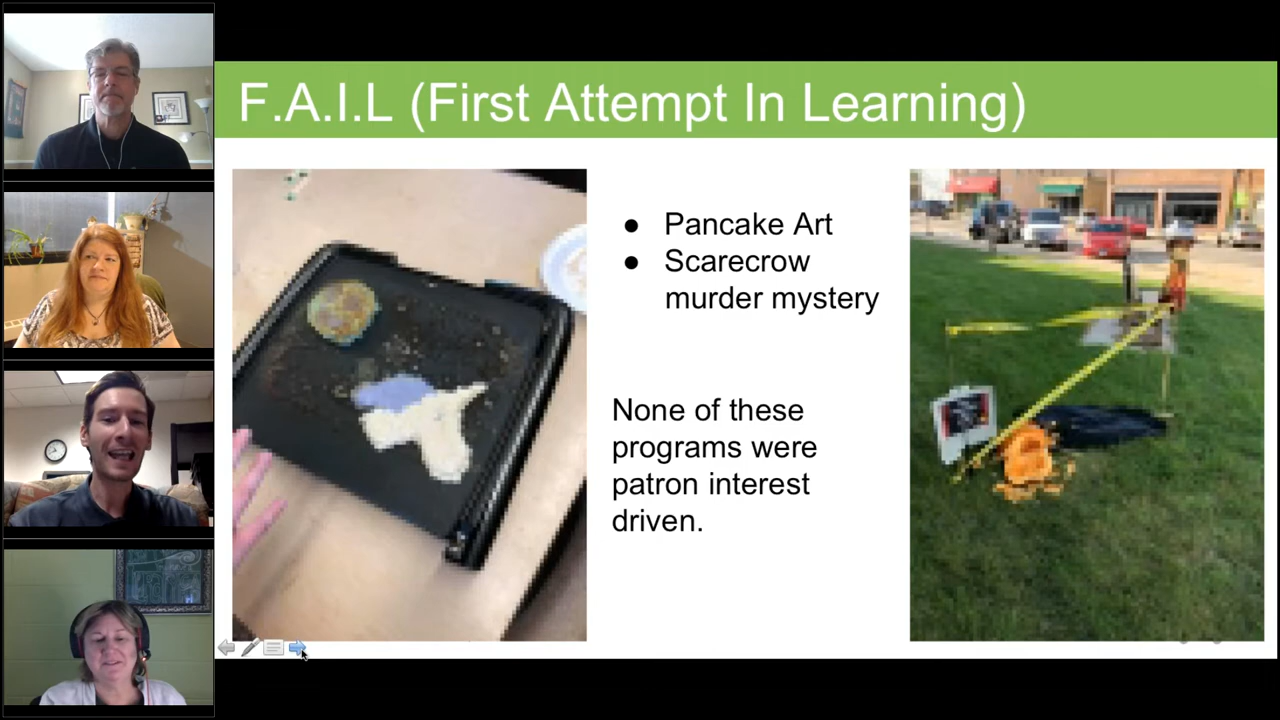 F.A.I.L (First Attempt In Learning)
● Pancake Art
● Scarecrow
murder mystery
None of these
programs were
patron interest
driven.